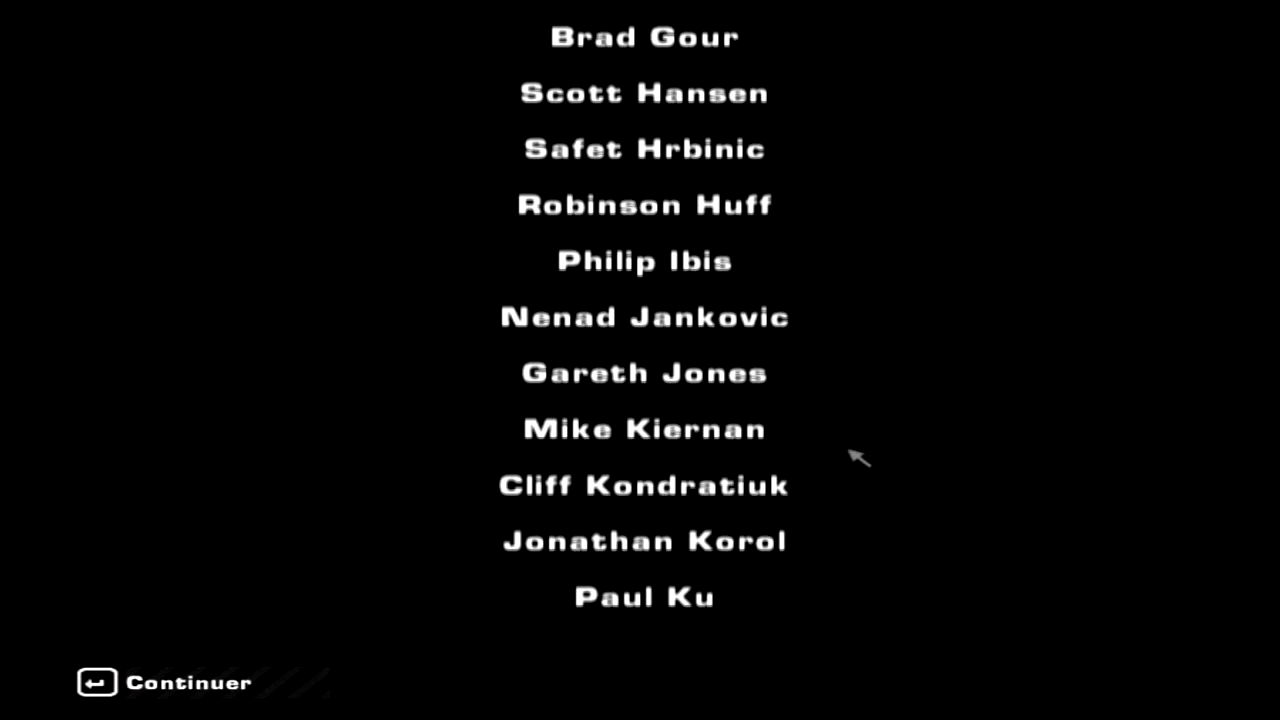 Brad Gour
Scott Hansen
Safet Hrbinic
Robinson Huff
Philip Ibis
Nenad Jankovic
Gareth Jones
Mike Kiernan
Cliff Kondratiuk
Jonathan Korol
Paul Ku
Continuer